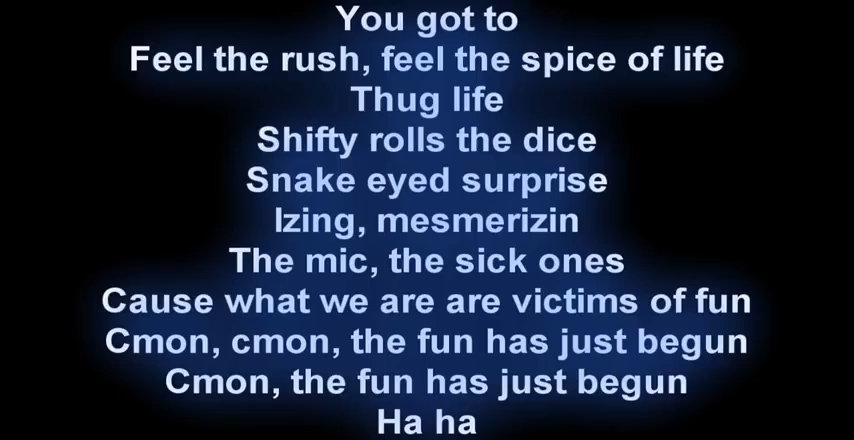 You got to
Feel the rush, feel the spice of life
Thug life
Shifty rolls the dice
Snake eyed surprise
Izing, mesmerizin
The mic, the sick ones
Cause what we are are victims of fun
Cmon, cmon, the fun has just begun
Cmon, the fun has just begun
Ha ha